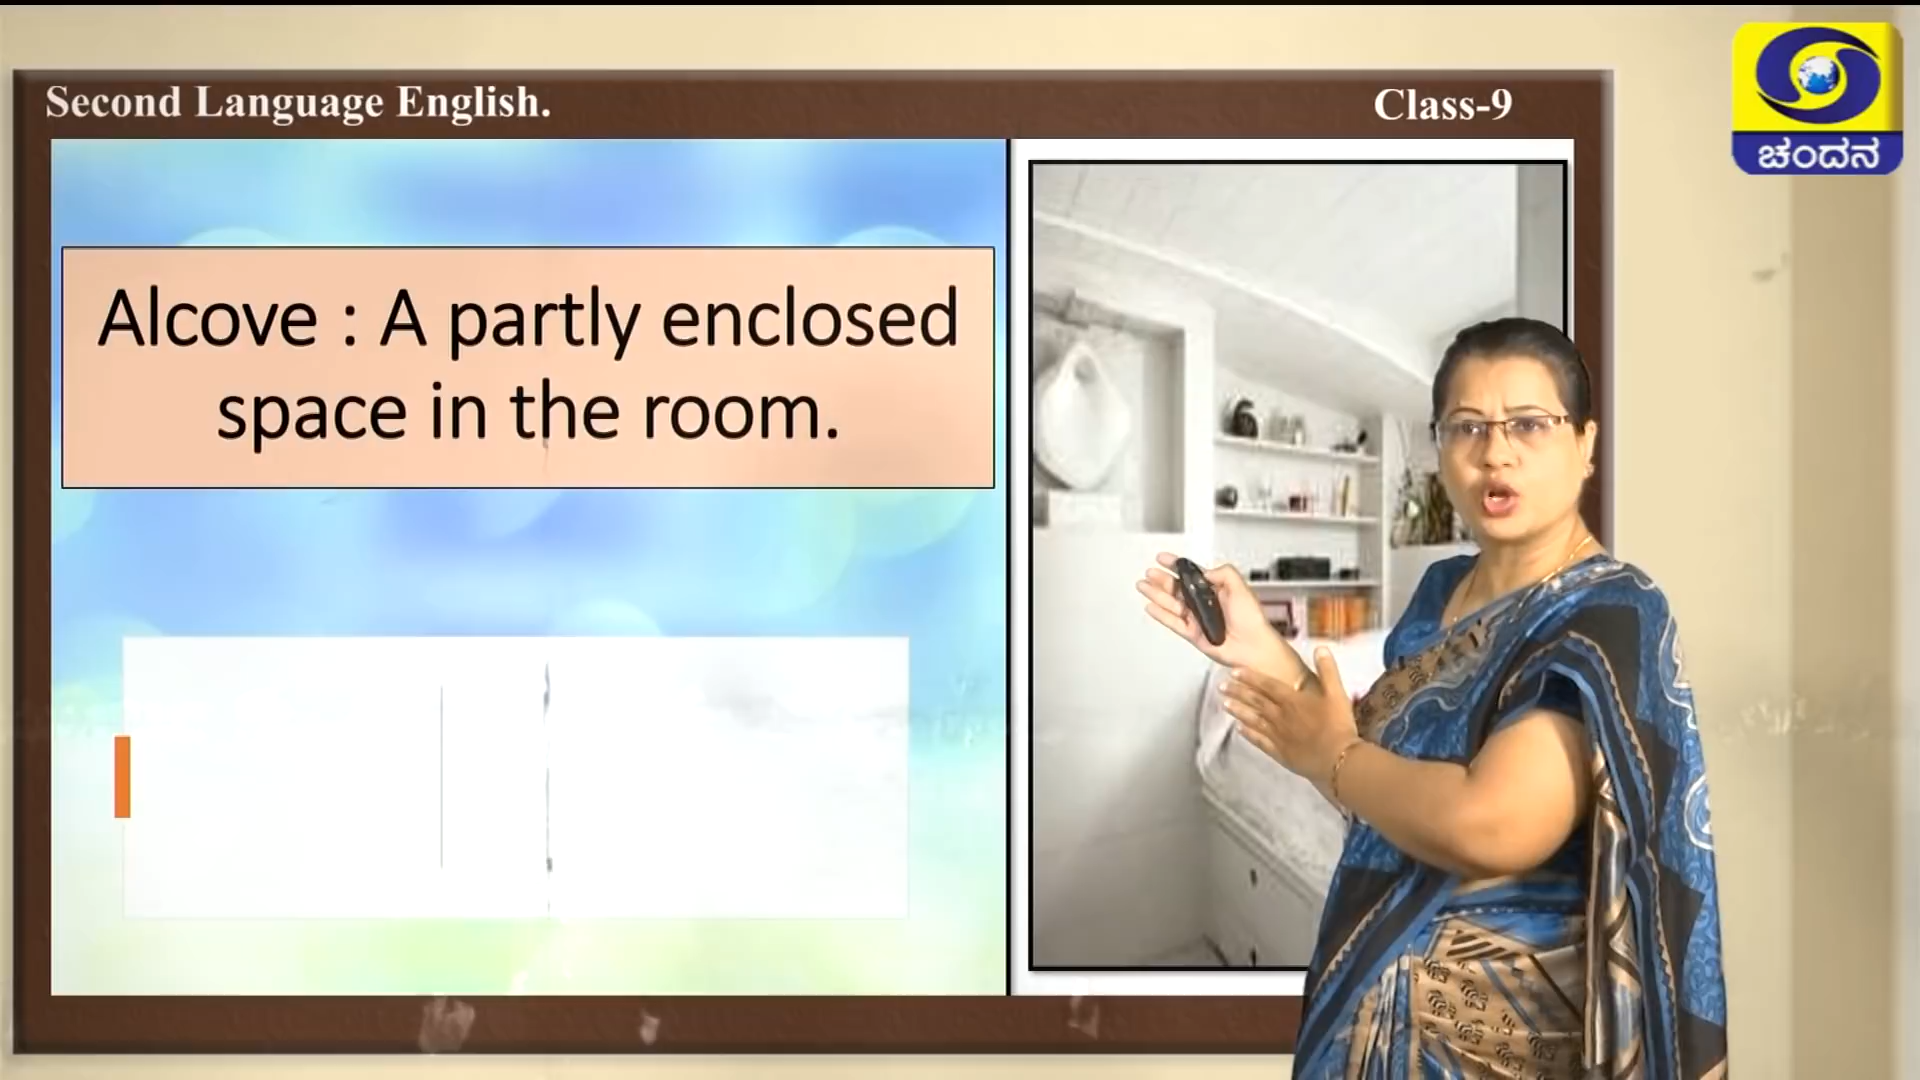 Second Language English.
Class-9
ಚಂದನ
Alcove : A partly enclosed
space in the room.